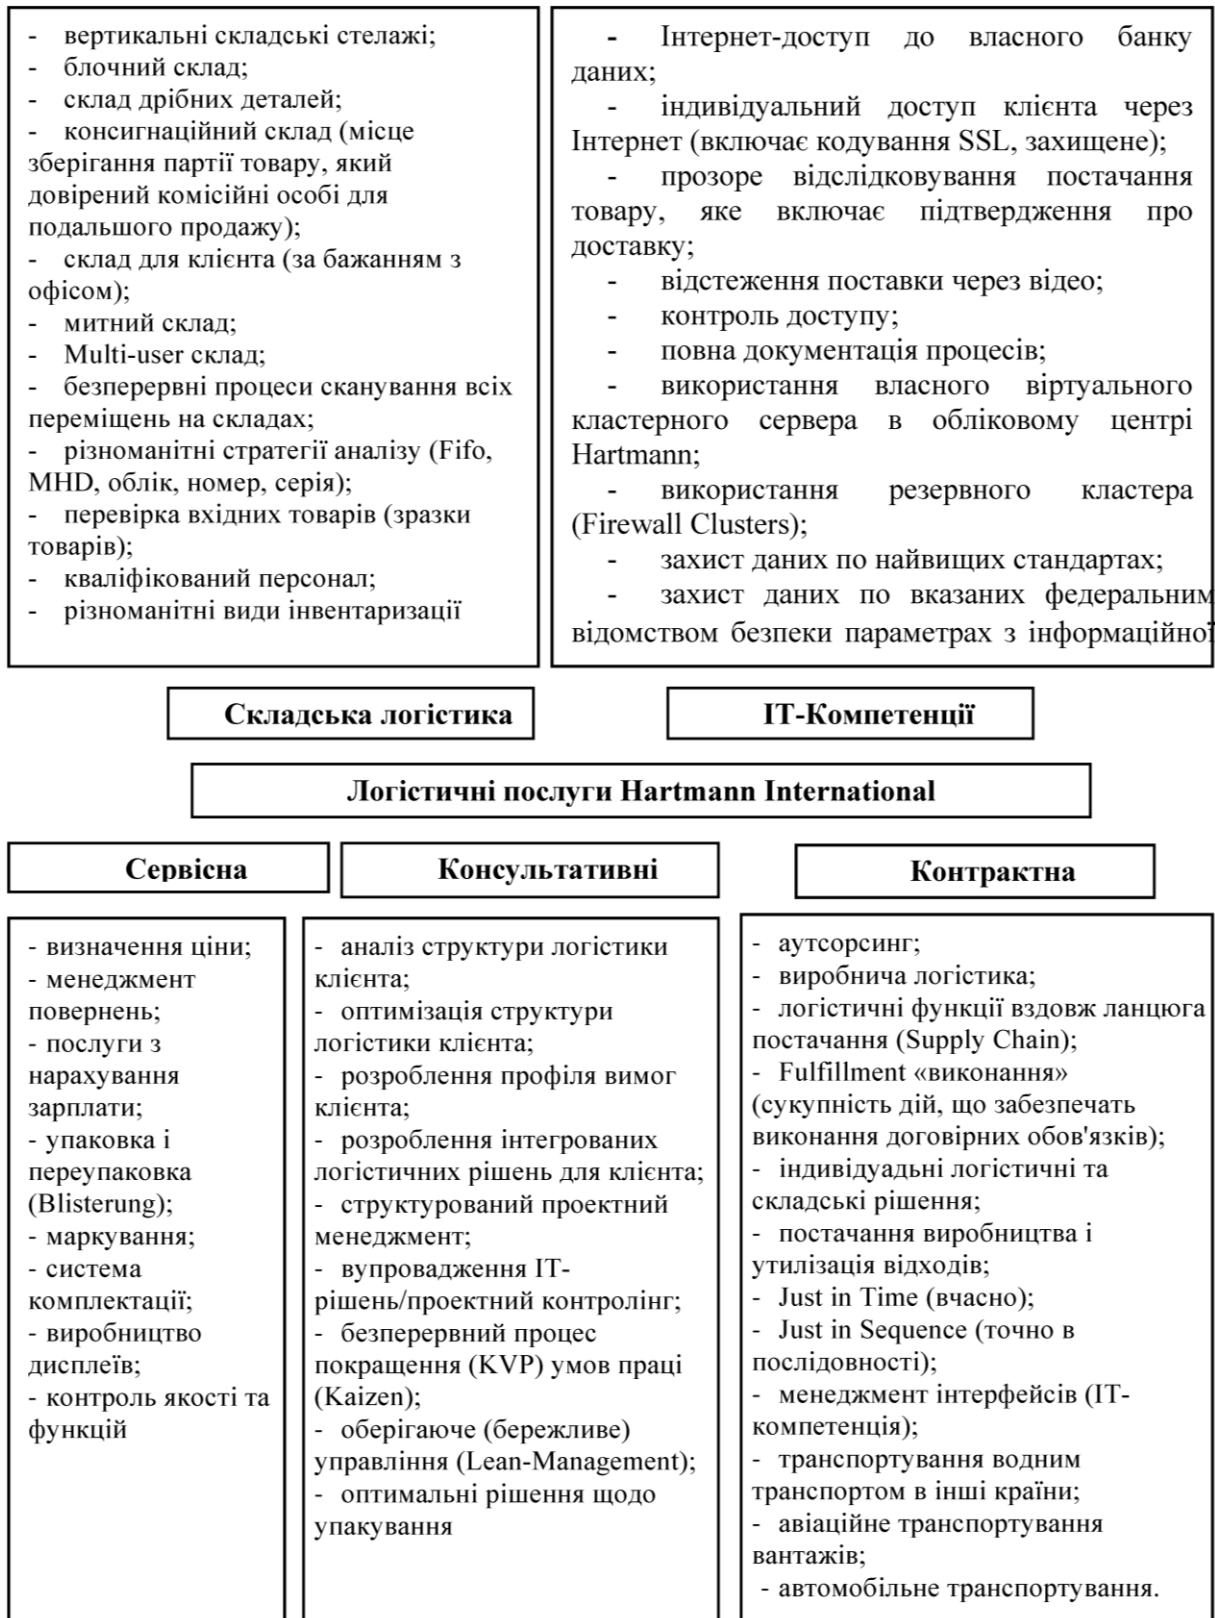 - вертикальні складські стелажі;
- блочний склад;
- склад дрібних деталей;
- консигнаційний склад (місце
зберігання партії товару, який
довірений комісійні особі для
подальшого продажу);
- склад для клієнта (за бажанням з
офісом);
- митний склад;
- Multi-user склад;
- безперервні процеси сканування всіх
переміщень на складах;
- різноманітні стратегії аналізу (Fifo,
MHD, облік, номер, серія);
- перевірка вхідних товарів (зразки
товарів);
- кваліфікований персонал;
- різноманітні види інвентаризації
- Інтернет-доступ до власного банку
даних;
- індивідуальний доступ клієнта через
Інтернет (включає кодування SSL, захищене);
- прозоре відслідковування постачання
товару, яке включає підтвердження про
доставку;
- відстеження поставки через відео;
- контроль доступу;
- повна документація процесів;
- використання власного віртуального
кластерного сервера в обліковому центрі
Hartmann;
- використання резервного кластера
(Firewall Clusters);
- захист даних по найвищих стандартах;
- захист даних по вказаних федеральним
відомством безпеки параметрах з інформаційної
Складська логістика
ІТ-Компетенції
Логістичні послуги Hartmann International
Сервісна
Консультативні
Контрактна
- визначення ціни;
- менеджмент
повернень;
- послуги з
нарахування
зарплати;
- упаковка і
переупаковка
(Blisterung);
- маркування;
- система
комплектації;
- виробництво
дисплеїв;
- контроль якості та
функцій
- аналіз структури логістики
клієнта;
- оптимізація структури
логістики клієнта;
- розроблення профіля вимог
клієнта;
- розроблення інтегрованих
логістичних рішень для клієнта;
- структурований проектний
менеджмент;
- вупровадження ІТ-
рішень/проектний контролінг;
- безперервний процес
покращення (KVP) умов праці
(Kaizen);
- оберігаюче (бережливе)
управління (Lean-Management);
- оптимальні рішення щодо
упакування
- аутсорсинг;
- виробнича логістика;
- логістичні функції вздовж ланцюга
постачання (Supply Chain);
- Fulfillment «виконання»
(сукупність дій, що забезпечать
виконання договірних обов'язків);
- індивідуадьні логістичні та
складські рішення;
- постачання виробництва і
утилізація відходів;
- Just in Time (вчасно);
- Just in Sequence (точно в
послідовності);
- менеджмент інтерфейсів (ІТ-
компетенція);
- транспортування водним
транспортом в інші країни;
- авіаційне транспортування
вантажів;
- автомобільне транспортування.